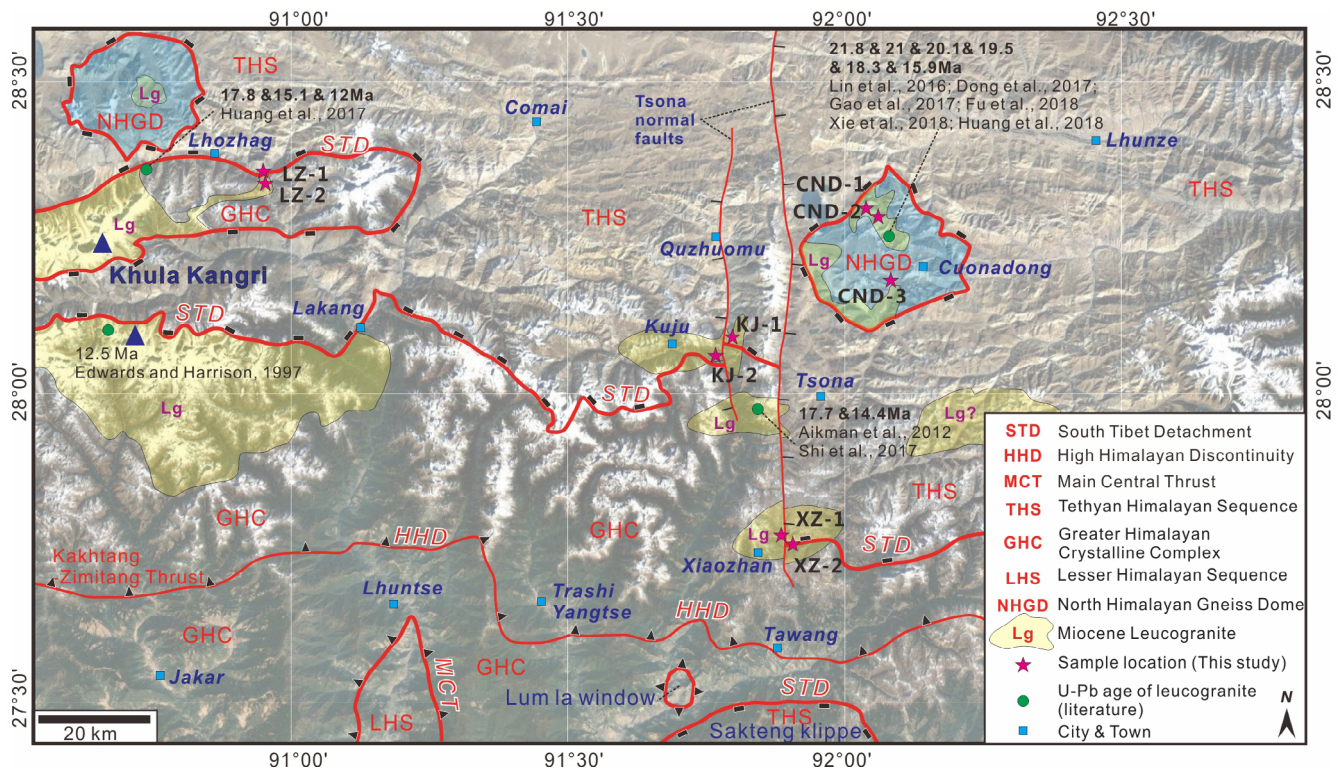 91°00'
91°30'
92°00'
92°30'
28°30'
28°30'
THS
Lg
NHGD
17.8 &15.1 & 12Ma
Huang et al., 2017
Lhozhag
STD
LZ-1
LZ-2
GHC
Lg
Khula Kangri
Comai
Tsona
normal
faults
21.8 & 21 & 20.1& 19.5
& 18.3 & 15.9Ma
Lin et al., 2016; Dong et al., 2017;
Gao et al., 2017; Fu et al., 2018
Xie et al., 2018; Huang et al., 2018
Lhunze
THS
THS
CND-1
CND-2
Quzhuomu
Lg
NHGD
Cuonadong
CND-3
STD
Lakang
12.5 Ma
Edwards and Harrison, 1997
Lg
Kuju
KJ-1
KJ-2
STD
Tsona
28°00'
28°00'
Lg
17.7 &14.4Ma
Aikman et al., 2012
Shi et al., 2017
Lg?
THS
GHC
HHD
GHC
XZ-1
Lg
XZ-2
Xiaozhan
STD
Kakhtang
-Zimitang Thrust
Lhuntse
Trashi
Yangtse
HHD
Tawang
GHC
GHC
Jakar
MCT
LHS
Lum la window
STD
THS
Sakteng klippe
27°30'
20 km
STD South Tibet Detachment
HHD High Himalayan Discontinuity
MCT Main Central Thrust
THS Tethyan Himalayan Sequence
GHC Greater Himalayan
Crystalline Complex
LHS Lesser Himalayan Sequence
NHGD North Himalayan Gneiss Dome
Lg Miocene Leucogranite
Sample location (This study)
U-Pb age of leucogranite
(literature)
City & Town
N
91°00'
91°30'
92°00'